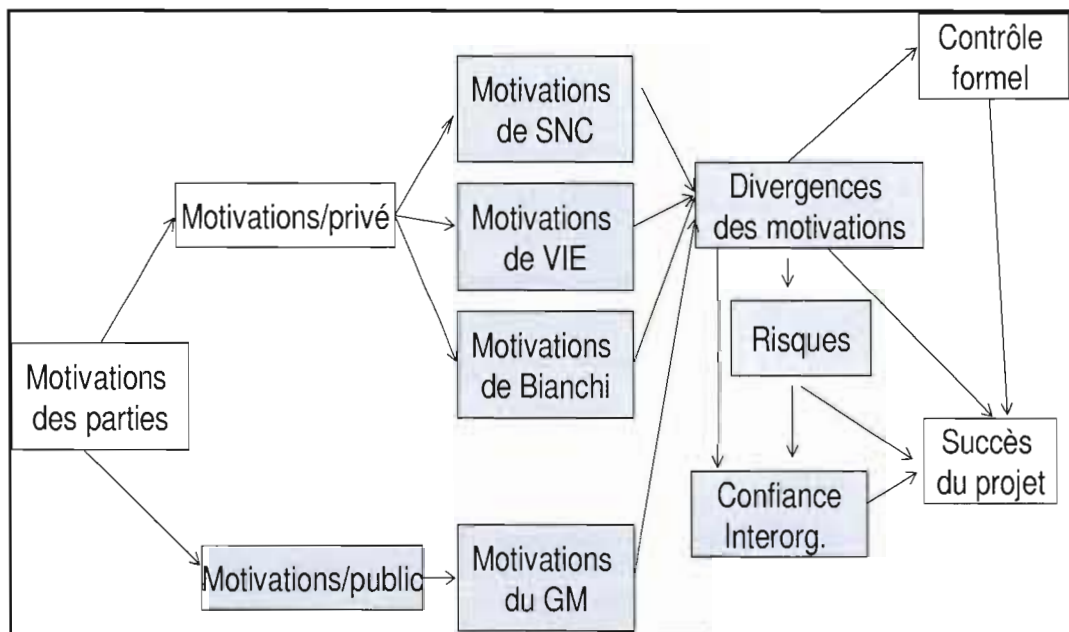 Motivations
des parties
Motivations/privé
Motivations/public
Motivations
de SNC
Motivations
de VIE
Motivations
de Bianchi
Motivations
du GM
Divergences
des motivations
Risques
Confiance
Interorg.
Contrôle
formel
Succès
du projet